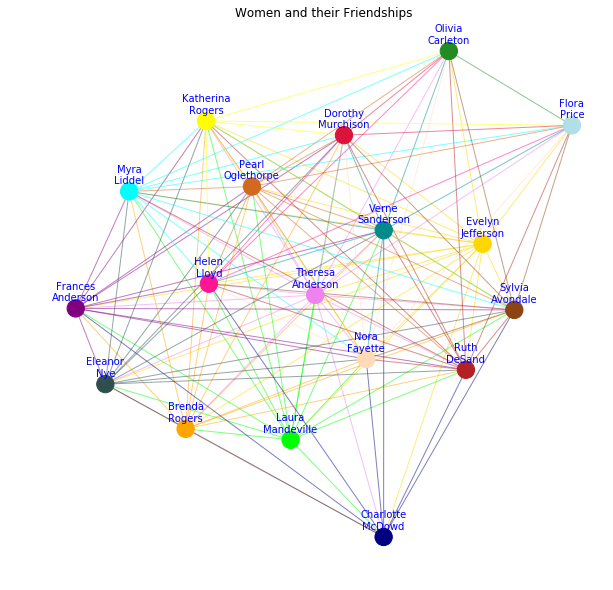 Women and their Friendships
Olivia
Carleton
Katherina
Rogers
Flora
Price
Dorothy
Murchison
Pearl
Oglethorpe
Myra
Liddel
Verne
Sanderson
Evelyn
Jefferson
Helen
Lloyd
Theresa
Anderson
Frances
Anderson
Sylvia
Avondale
Nora
Fayette
Ruth
DeSand
Eleanor
Nye
Brenda
Rogers
Laura
Mandeville
Charlotte
McDowd